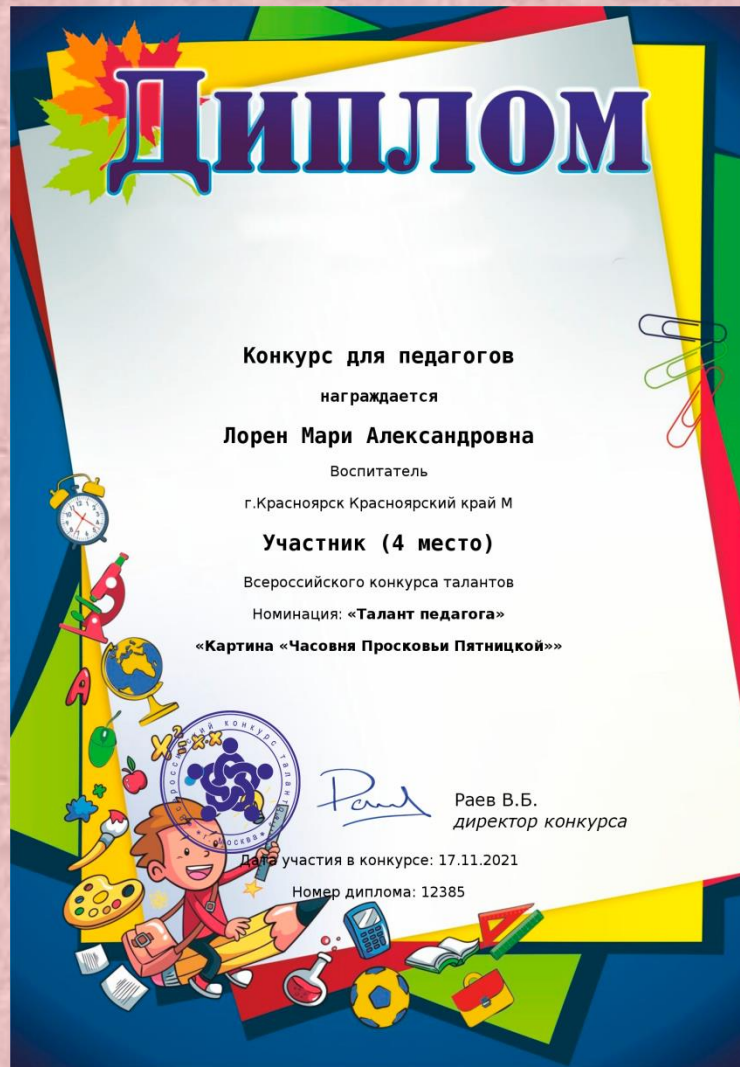 Диплом
Конкурс для педагогов
награждается
Лорен Мари Александровна
Воспитатель
г.Красноярск Красноярский край М
Участник (4 место)
Всероссийского конкурса талантов
Номинация: «Талант педагога»
«Картина «Часовня Просковьи Пятницкой»»
Раев В.Б.
директор конкурса
Дата участия в конкурсе: 17.11.2021
Номер диплома: 12385